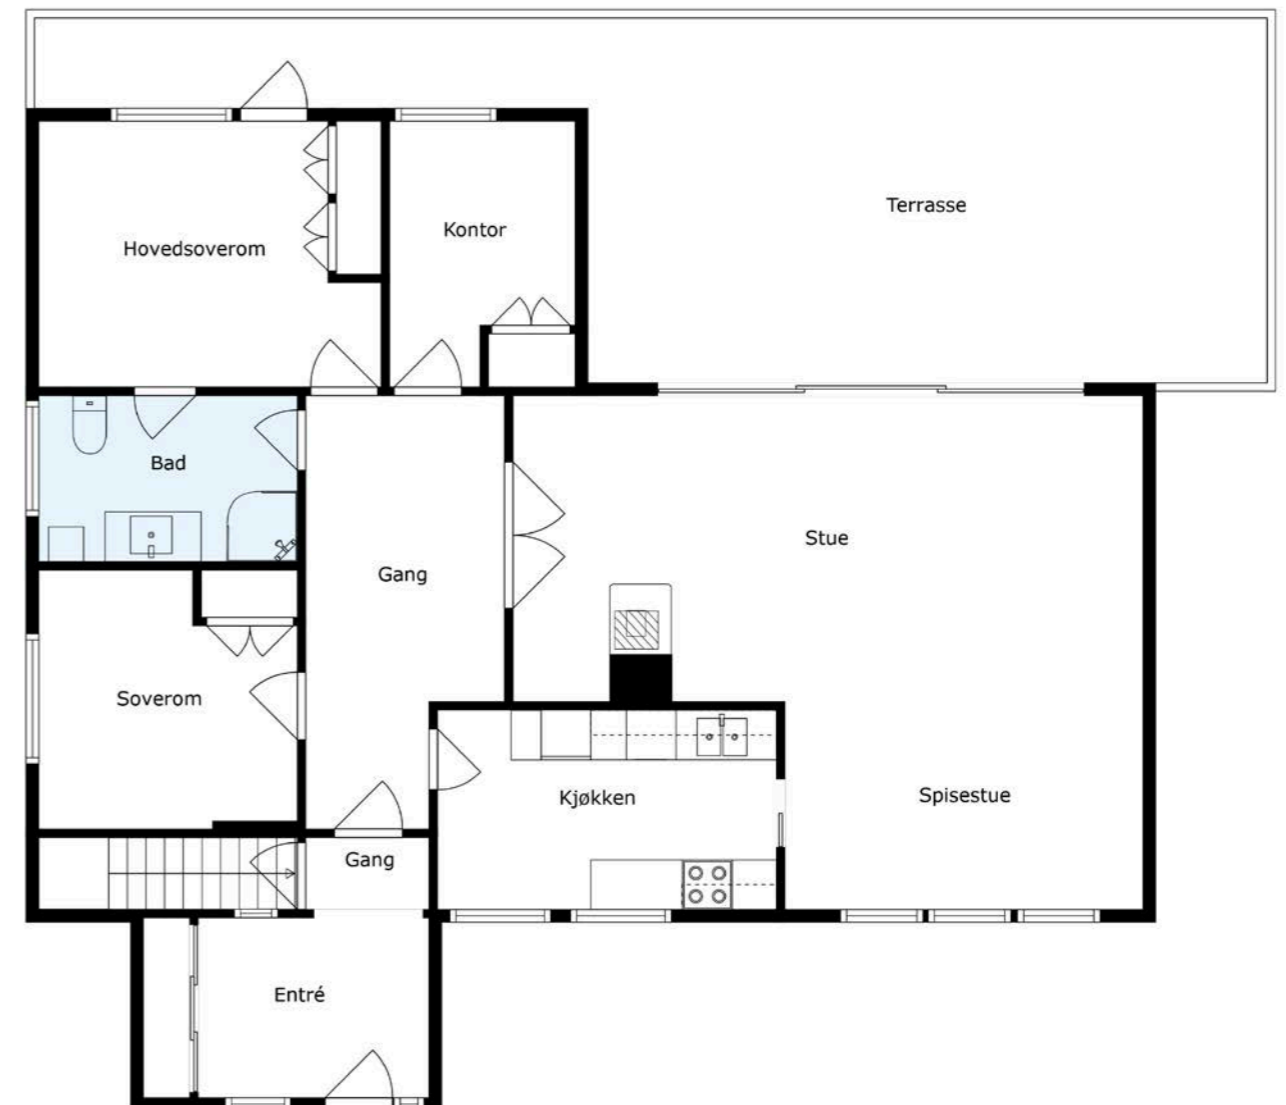 Terrasse
Kontor
Hovedsoverom
Bad
Stue
Gang
Soverom
Spisestue
Kjøkken
Gang
Entré